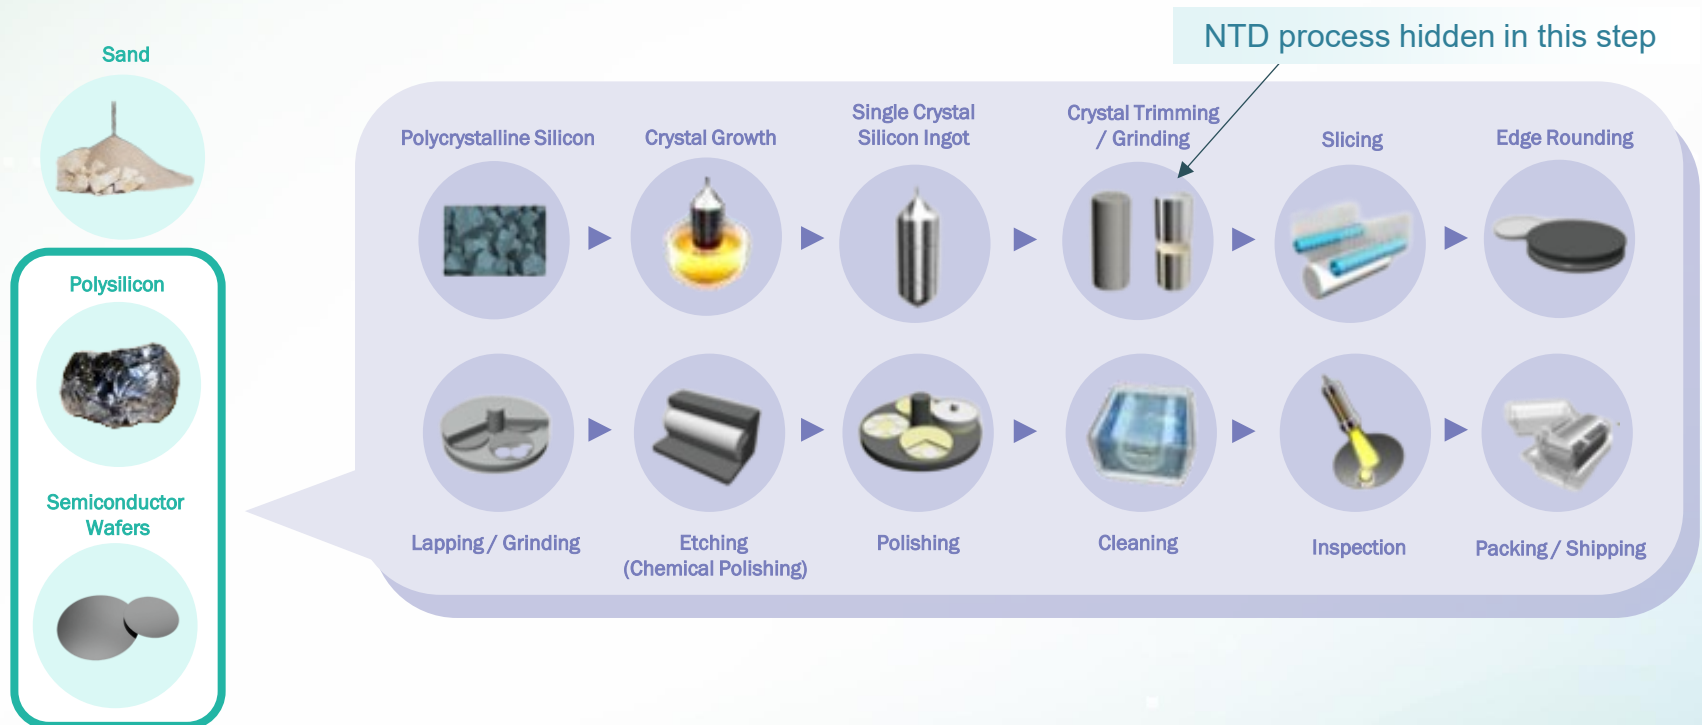 NTD process hidden in this step
Sand
Polysilicon
Semiconductor
Wafers
Polycrystalline Silicon
Crystal Growth
Single Crystal
Silicon Ingot
Crystal Trimming
/ Grinding
Slicing
Edge Rounding
Lapping / Grinding
Etching
(Chemical Polishing)
Polishing
Cleaning
Inspection
Packing / Shipping